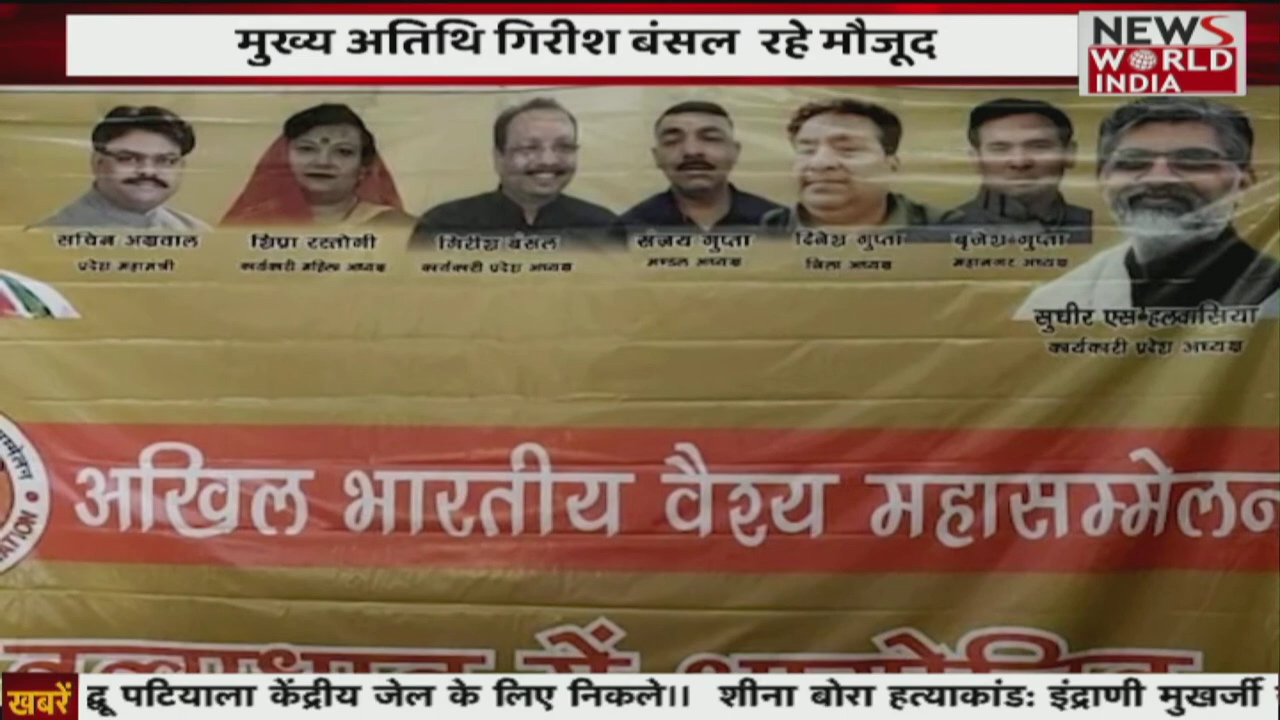 मुख्य अतिथि गिरीश बंसल रहे मौजूद
NEWS
WORLD
INDIA
सचिन अग्रवाल
प्रदेश महामंत्री
शिप्रा रस्तोगी
कार्यकारी महिला अध्यक्ष
गिरीश बंसल
कार्यकारी प्रदेश अध्यक्ष
संजय गुप्ता
मण्डल अध्यक्ष
दिनेश गुप्ता
जिला अध्यक्ष
बृजेश गुप्ता
महानगर अध्यक्ष
सुधीर एस हलवासिया
कार्यकारी प्रदेश अध्यक्ष
अखिल भारतीय वैश्य महासम्मेलन
में
खबरें
द्धू पटियाला केंद्रीय जेल के लिए निकले।। शीना बोरा हत्याकांड: इंद्राणी मुखर्जी